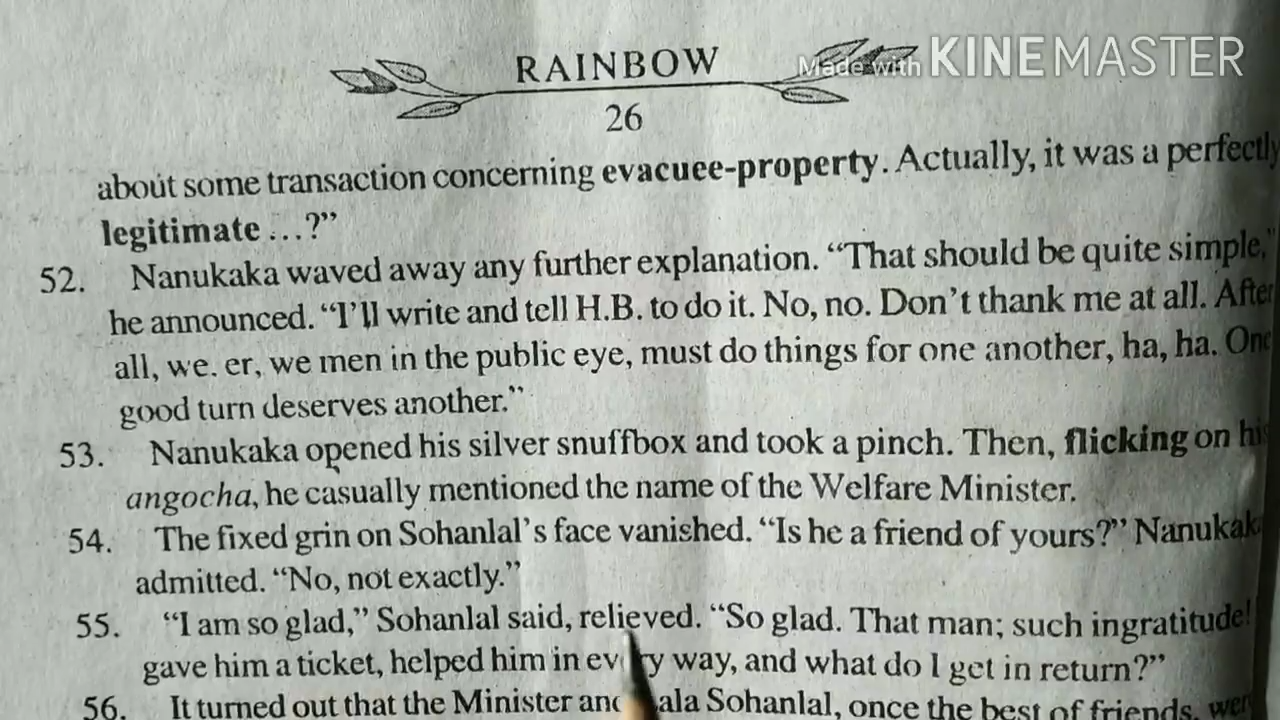 RAINBOW
Made with KINEMASTER
26
about some transaction concerning evacuee-property. Actually, it was a perfectly
legitimate ...?”
52. Nanukaka waved away any further explanation. “That should be quite simple,”
he announced. “I’ll write and tell H.B. to do it. No, no. Don’t thank me at all. After
all, we. er, we men in the public eye, must do things for one another, ha, ha. One
good turn deserves another.”
53. Nanukaka opened his silver snuffbox and took a pinch. Then, flicking on his
angocha, he casually mentioned the name of the Welfare Minister.
54. The fixed grin on Sohanlal’s face vanished. “Is he a friend of yours?” Nanukak
admitted. “No, not exactly.”
55. “I am so glad,” Sohanlal said, relieved. “So glad. That man; such ingratitude!
gave him a ticket, helped him in every way, and what do I get in return?”
56. It turned out that the Minister and Lala Sohanlal, once the best of friends, were